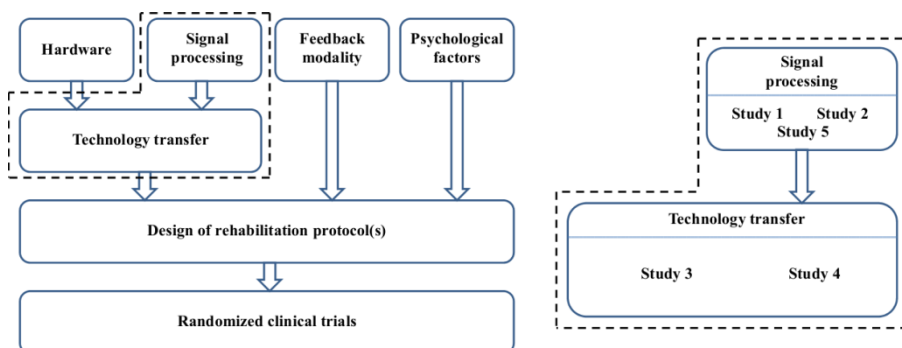 Hardware
Signal
processing
Feedback
modality
Psychological
factors
Technology transfer
Design of rehabilitation protocol(s)
Randomized clinical trials
Signal
processing
Study 1 Study 2
Study 5
Technology transfer
Study 3 Study 4